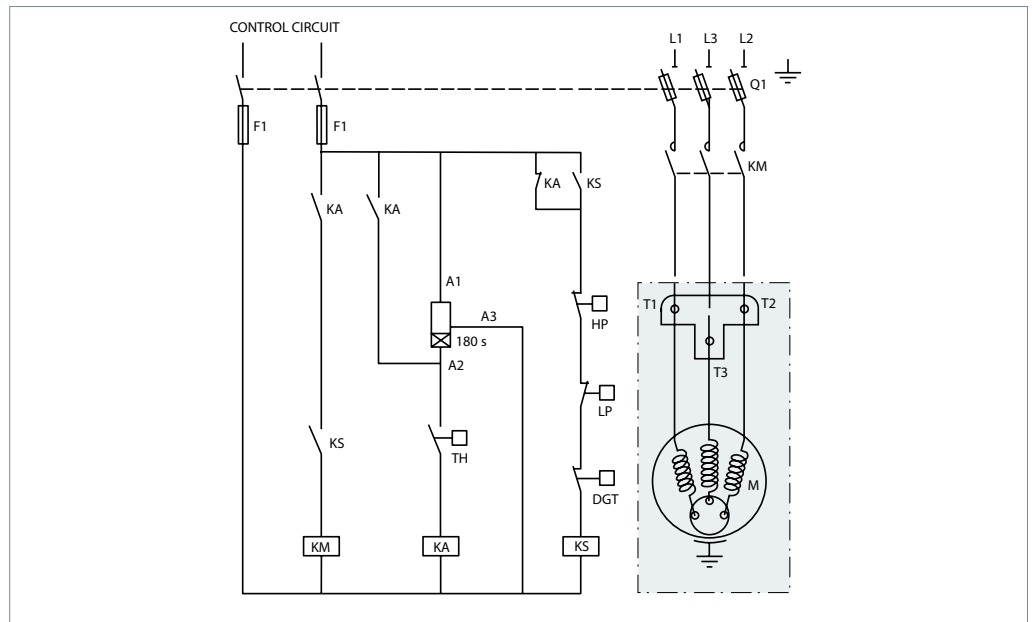 CONTROL CIRCUIT
L1 L3 L2
Q1
F1 F1
KA KS
KM
KA KA
A1
T1 T2
A3
HP
180 s
A2
T3
LP
KS
TH
DGT
M
KM KA KS